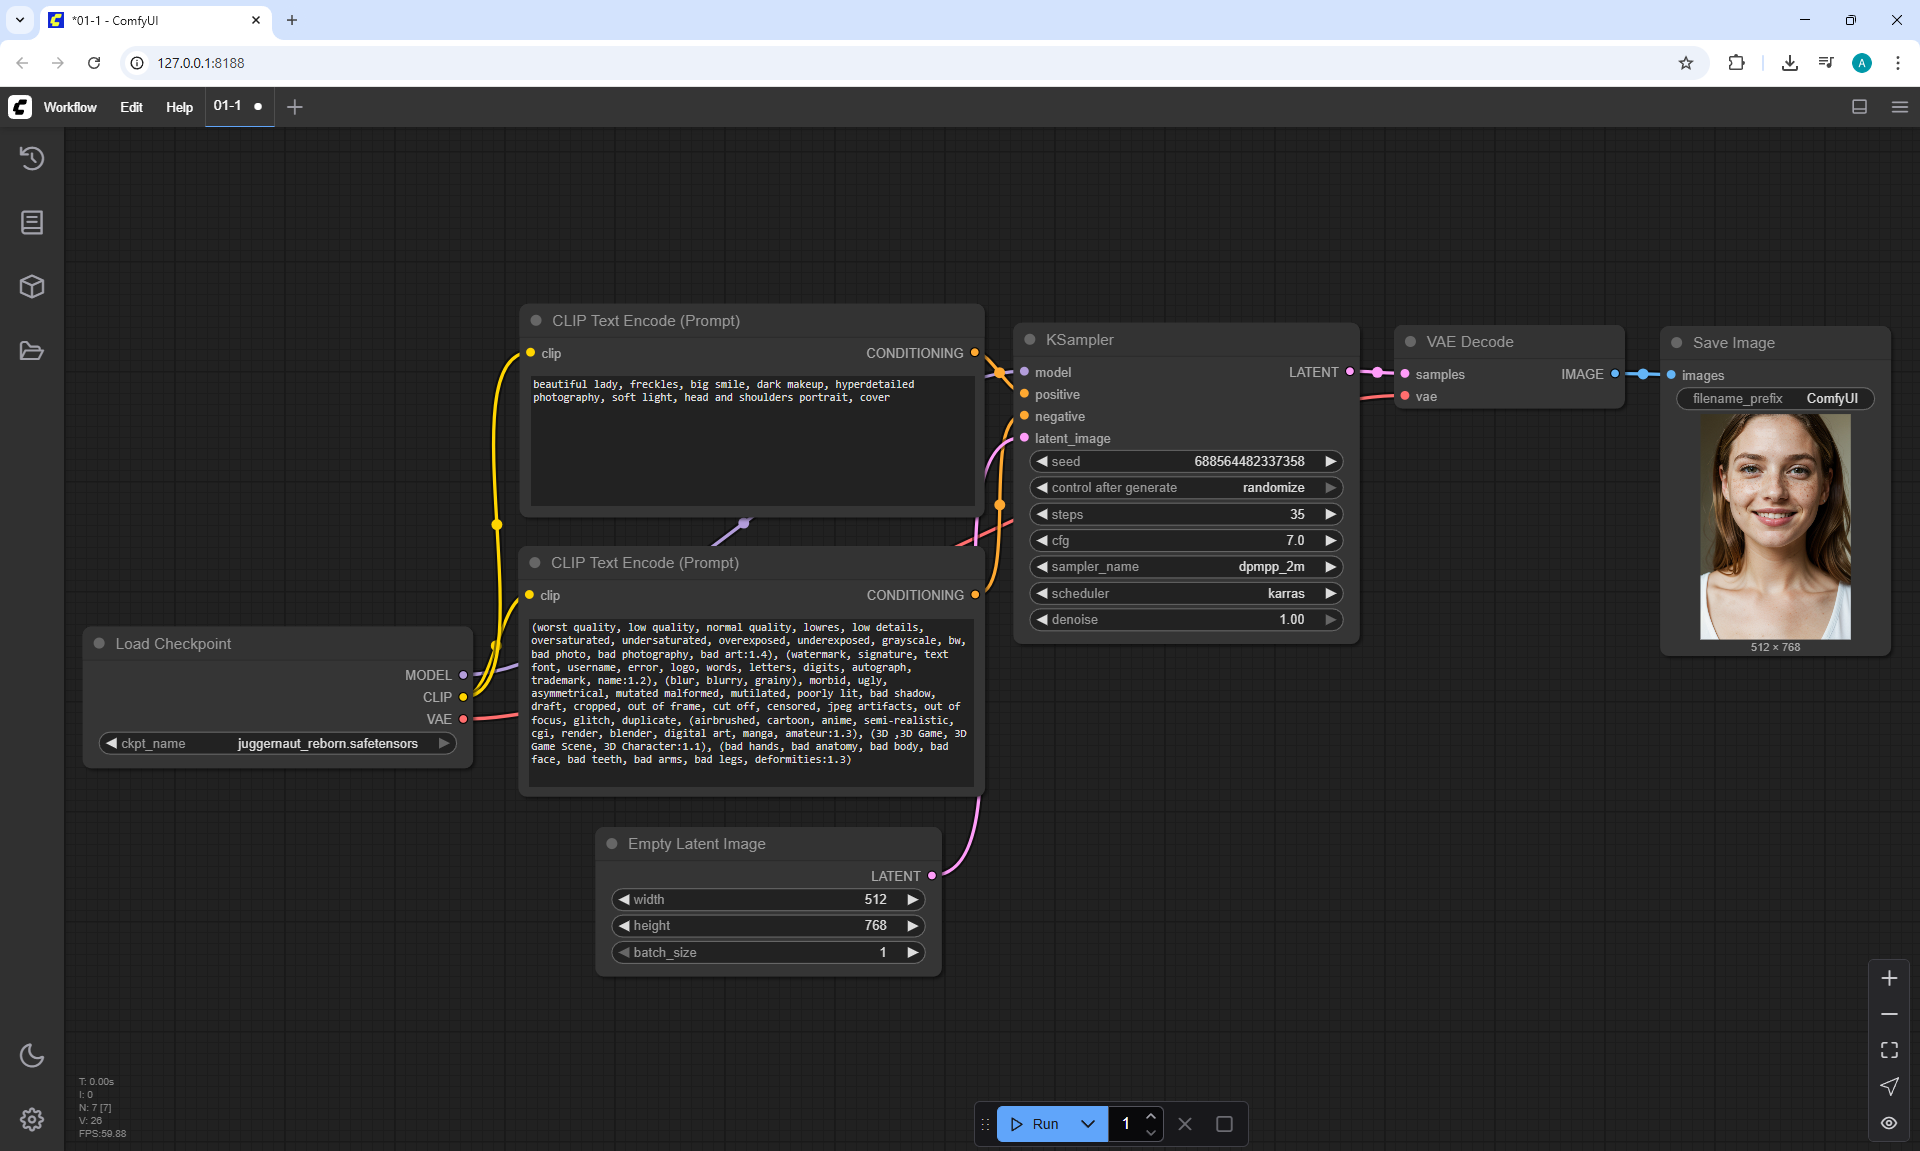 *01-1 - ComfyUI
127.0.0.1:8188
A
Workflow Edit Help 01-1
CLIP Text Encode (Prompt)
clip CONDITIONING
beautiful lady, freckles, big smile, dark makeup, hyperdetailed
photography, soft light, head and shoulders portrait, cover
CLIP Text Encode (Prompt)
clip CONDITIONING
(worst quality, low quality, normal quality, lowres, low details,
oversaturated, undersaturated, overexposed, underexposed, grayscale, bw,
bad photo, bad photography, bad art:1.4), (watermark, signature, text
font, username, error, logo, words, letters, digits, autograph,
trademark, name:1.2), (blur, blurry, grainy), morbid, ugly,
asymmetrical, mutated malformed, mutilated, poorly lit, bad shadow,
draft, cropped, out of frame, cut off, censored, jpeg artifacts, out of
focus, glitch, duplicate, (airbrushed, cartoon, anime, semi-realistic,
cgi, render, blender, digital art, manga, amateur:1.3), (3D ,3D Game, 3D
Game Scene, 3D Character:1.1), (bad hands, bad anatomy, bad body, bad
face, bad teeth, bad arms, bad legs, deformities:1.3)
Load Checkpoint
MODEL
CLIP
VAE
ckpt_name juggernaut_reborn.safetensors
Empty Latent Image
LATENT
width 512
height 768
batch_size 1
KSampler
model LATENT
positive
negative
latent_image
seed 688564482337358
control after generate randomize
steps 35
cfg 7.0
sampler_name dpmpp_2m
scheduler karras
denoise 1.00
VAE Decode
samples IMAGE
vae
Save Image
images
filename_prefix ComfyUI
512 × 768
T: 0.00s
I: 0
N: 7 [7]
V: 26
FPS:59.88
Run 1